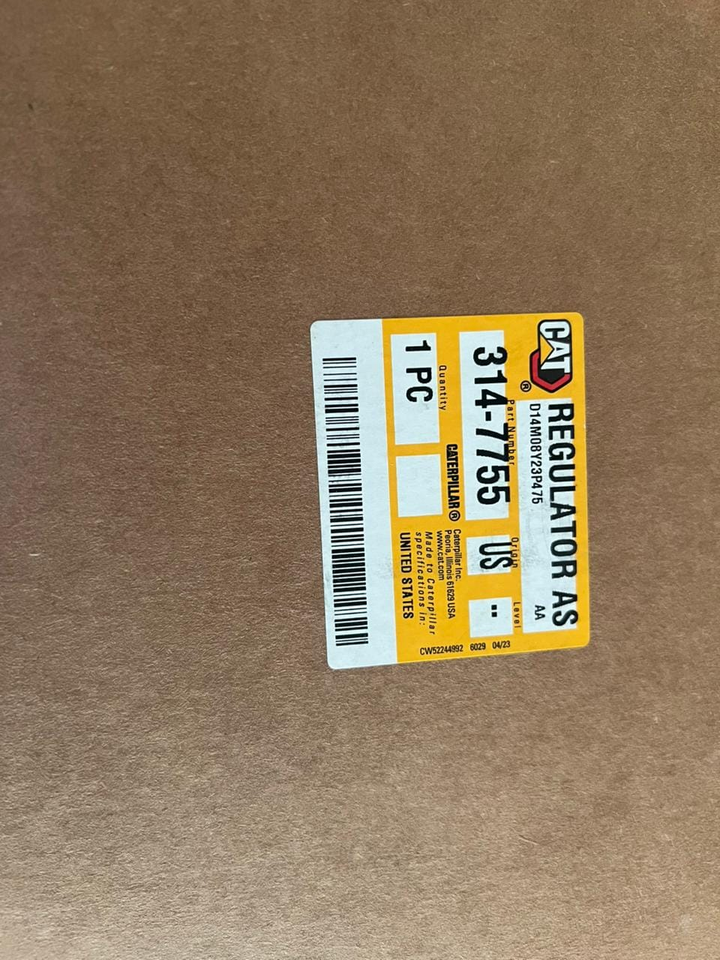 CAT®
REGULATOR AS
D14M08Y23P475
AA
Part Number
Origin
Level
314-7755
US
--
Quantity
1 PC
CATERPILLAR®
Caterpillar Inc.
Peoria, Illinois 61629 USA
www.cat.com
Made to Caterpillar
specifications in:
UNITED STATES
CW52244992 6029 04/23